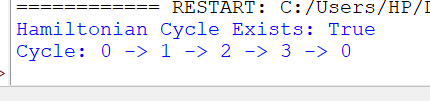 ============ RESTART: C:/Users/HP/
Hamiltonian Cycle Exists: True
Cycle: 0 -> 1 -> 2 -> 3 -> 0
>